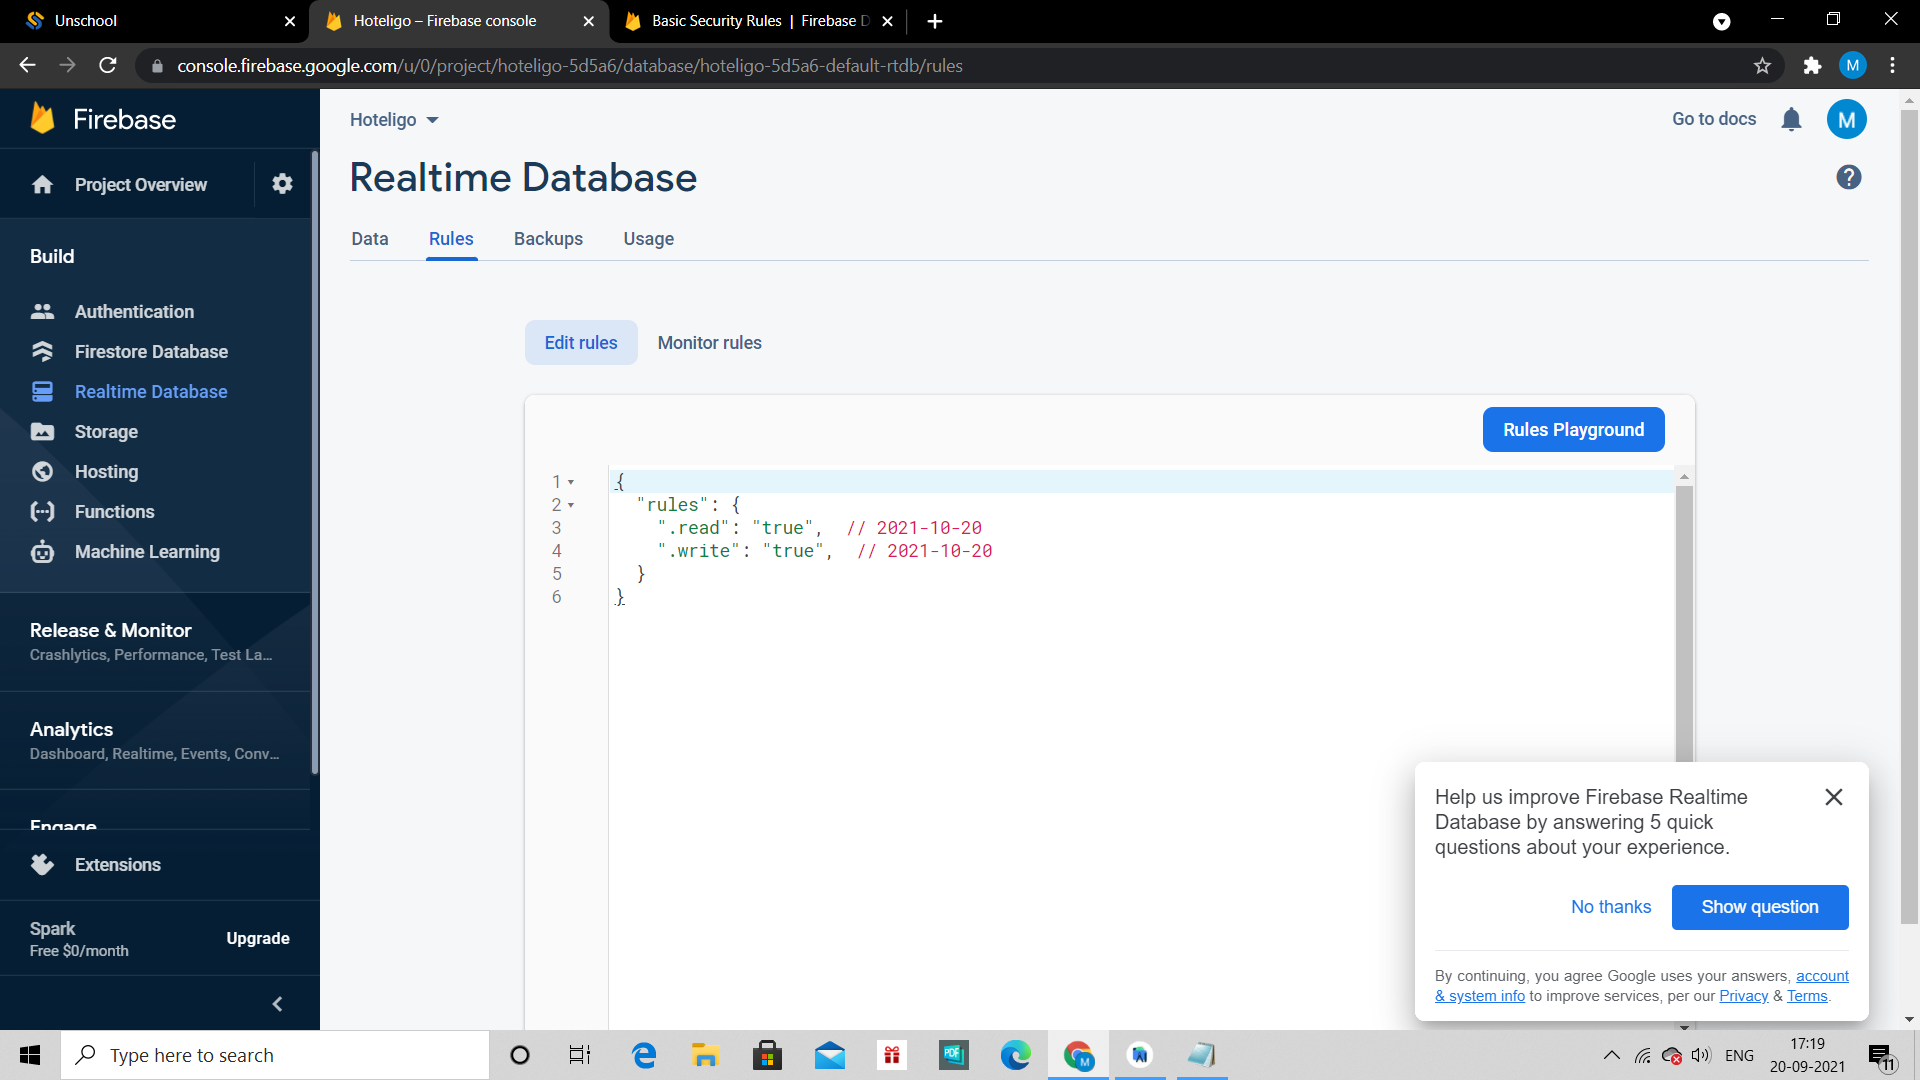 Unschool
Hoteligo – Firebase console
Basic Security Rules | Firebase D
console.firebase.google.com/u/0/project/hoteligo-5d5a6/database/hoteligo-5d5a6-default-rtdb/rules
M
Firebase
Hoteligo
Go to docs
M
Project Overview
Realtime Database
?
Data
Rules
Backups
Usage
Build
Authentication
Firestore Database
Realtime Database
Storage
Hosting
Functions
Machine Learning
Edit rules
Monitor rules
Rules Playground
1 {
2 "rules": {
3 ".read": "true", // 2021-10-20
4 ".write": "true", // 2021-10-20
5 }
6 }
Release & Monitor
Crashlytics, Performance, Test La...
Analytics
Dashboard, Realtime, Events, Conv...
Engage
Extensions
Spark
Free $0/month
Upgrade
Help us improve Firebase Realtime
Database by answering 5 quick
questions about your experience.
No thanks
Show question
By continuing, you agree Google uses your answers, account
& system info to improve services, per our Privacy & Terms.
Type here to search
PDF
M
ENG
17:19
20-09-2021
11